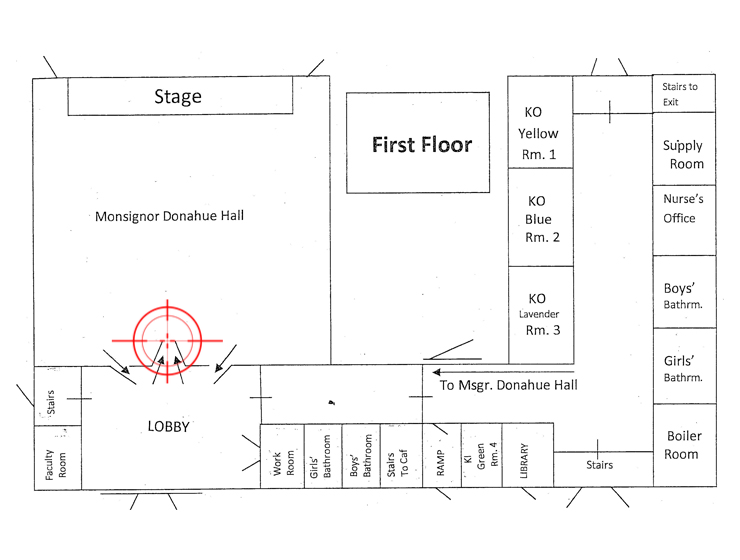 Stage
First Floor
Monsignor Donahue Hall
KO
Yellow
Rm. 1
KO
Blue
Rm. 2
KO
Lavender
Rm. 3
Stairs to
Exit
Supply
Room
Nurse's
Office
Boys'
Bathrm.
Girls'
Bathrm.
Boiler
Room
To Msgr. Donahue Hall
Stairs
Faculty
Room
LOBBY
Work
Room
Girls'
Bathroom
Boys'
Bathroom
Stairs
To Caf
RAMP
KI
Green
Rm. 4
LIBRARY
Stairs